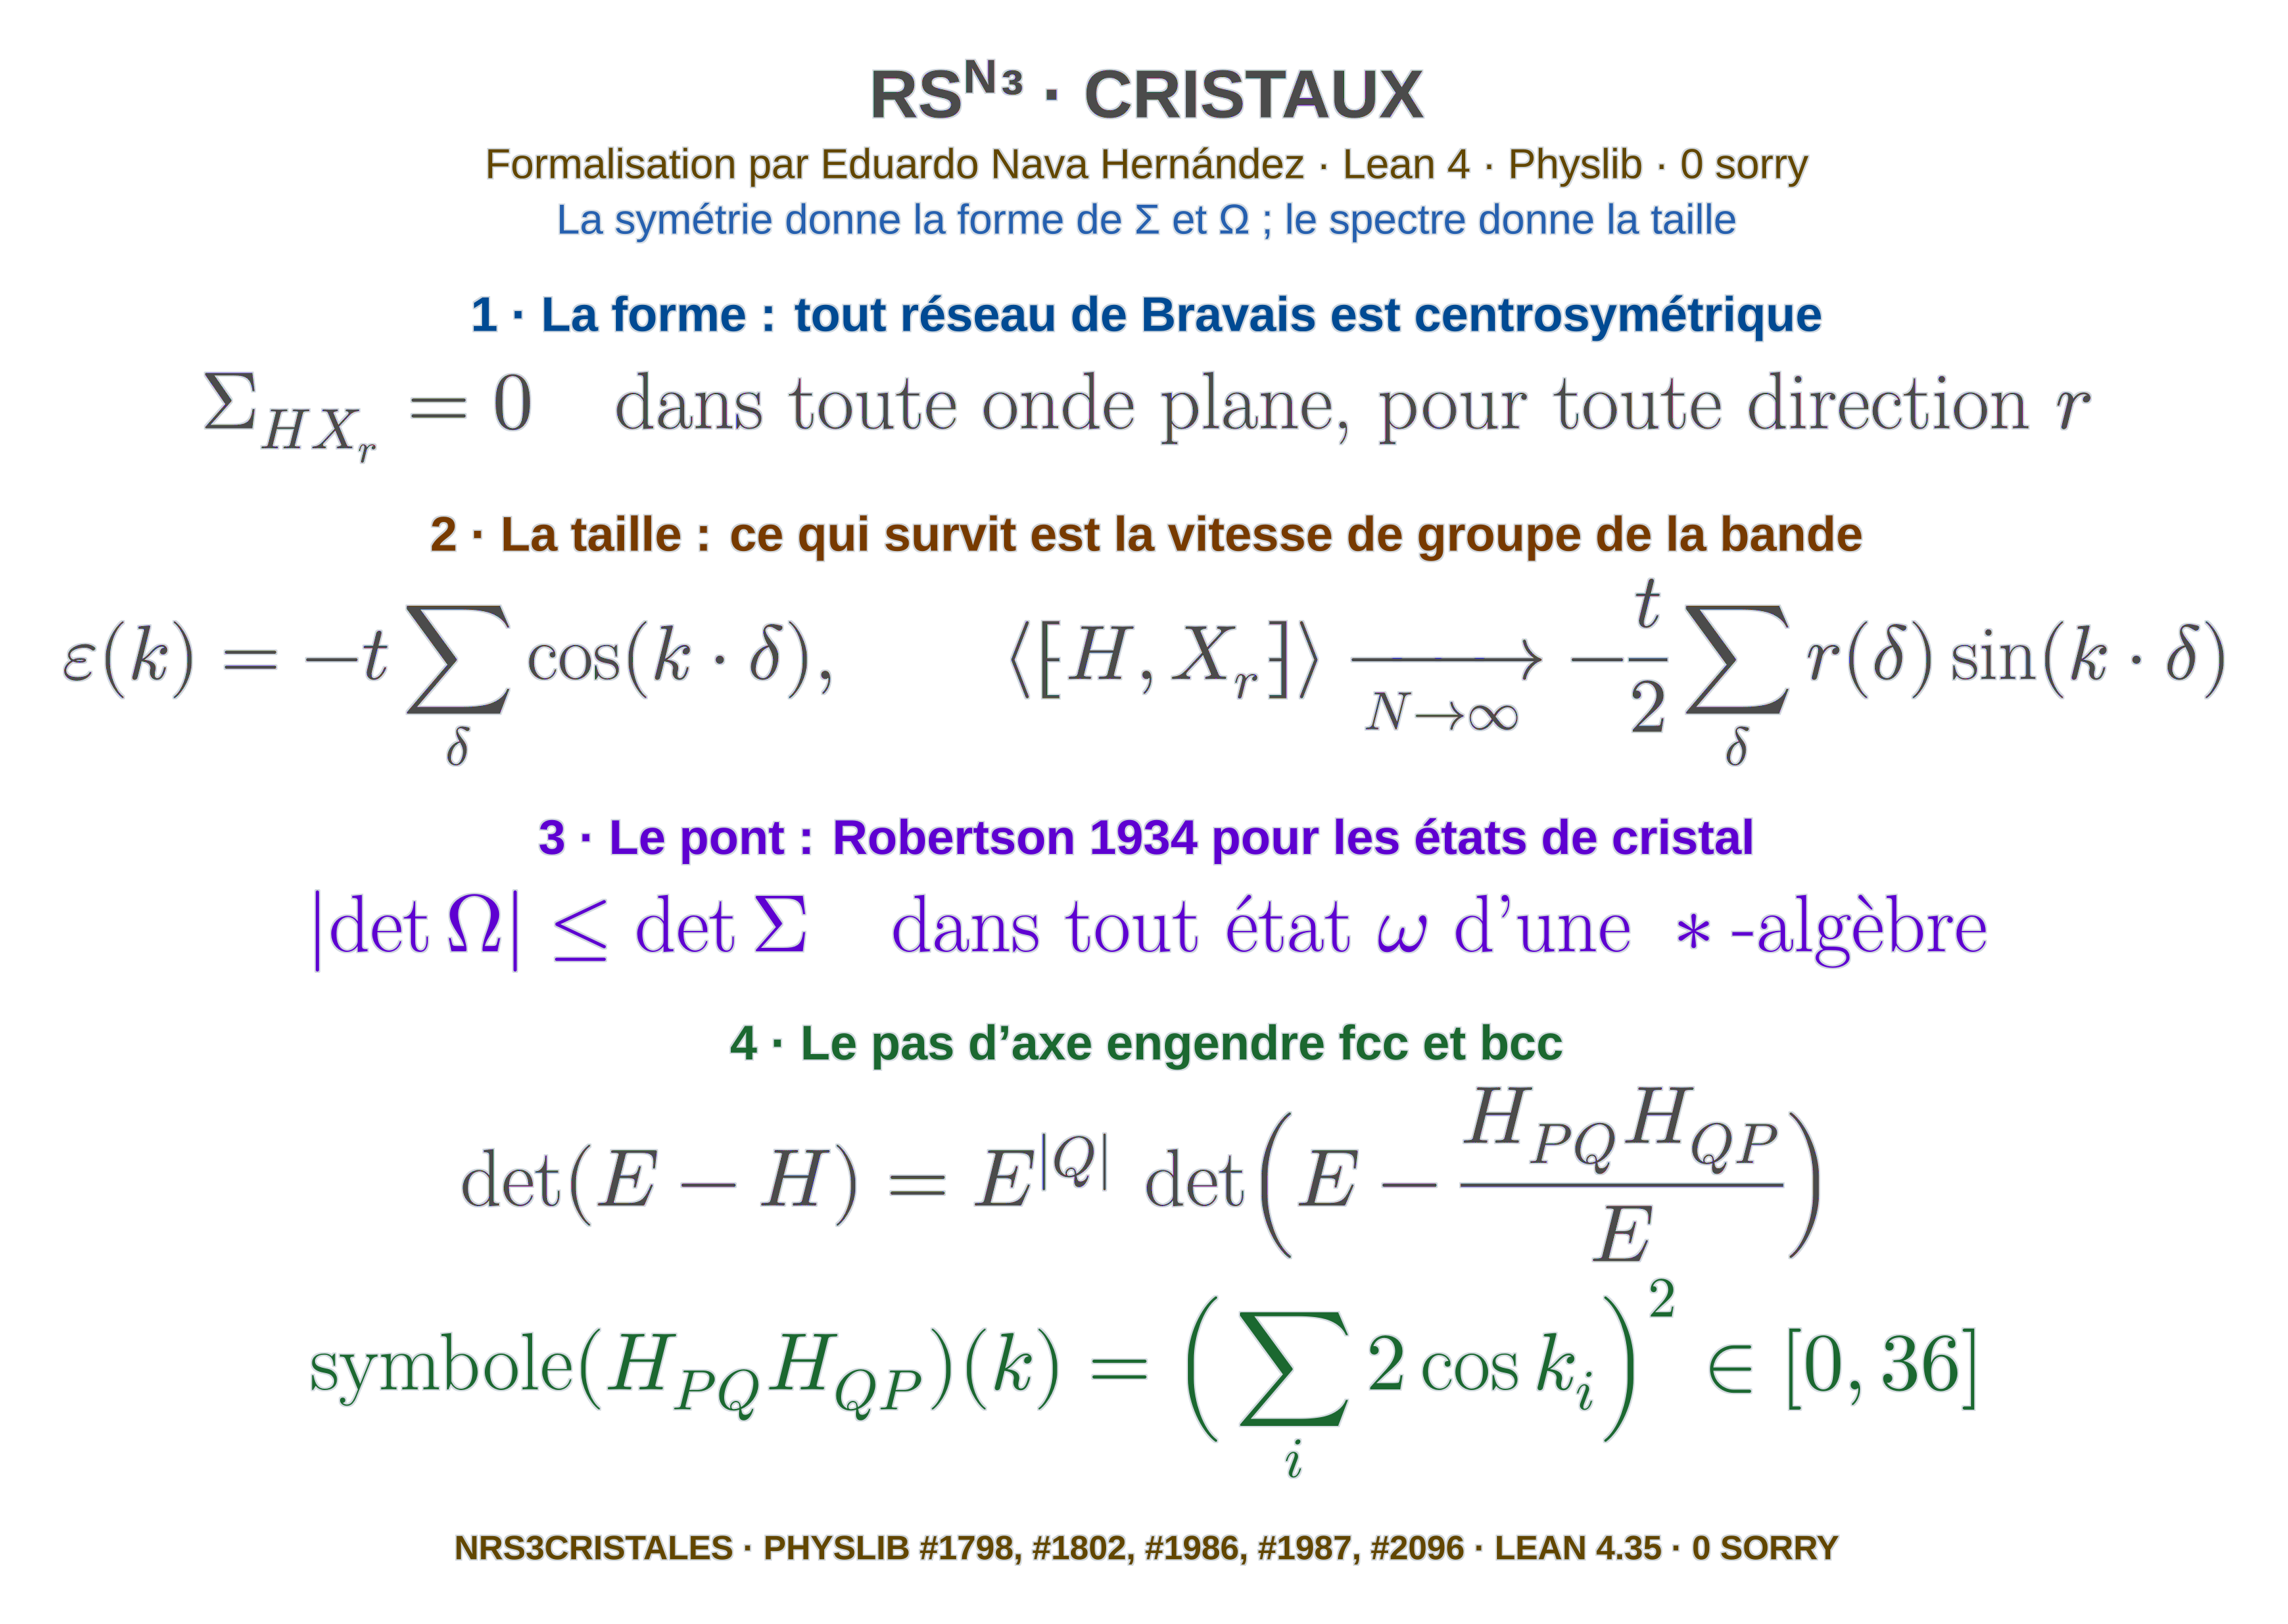 RSᴺ³ · CRISTAUX
Formalisation par Eduardo Nava Hernández · Lean 4 · Physlib · 0 sorry
La symétrie donne la forme de Σ et Ω ; le spectre donne la taille
1 · La forme : tout réseau de Bravais est centrosymétrique
Σ_{HX_r} = 0 dans toute onde plane, pour toute direction r
2 · La taille : ce qui survit est la vitesse de groupe de la bande
ε(k) = −t ∑_δ cos(k · δ), ⟨[H, X_r]⟩ ⟶_{N→∞} −t/2 ∑_δ r(δ) sin(k · δ)
3 · Le pont : Robertson 1934 pour les états de cristal
|det Ω| ≤ det Σ dans tout état ω d’une ∗-algèbre
4 · Le pas d’axe engendre fcc et bcc
det(E − H) = E^{|Q|} det(E − H_{PQ}H_{QP}/E)
symbole(H_{PQ}H_{QP})(k) = (∑_i 2 cos k_i)² ∈ [0, 36]
NRS3CRISTALES · PHYSLIB #1798, #1802, #1986, #1987, #2096 · LEAN 4.35 · 0 SORRY